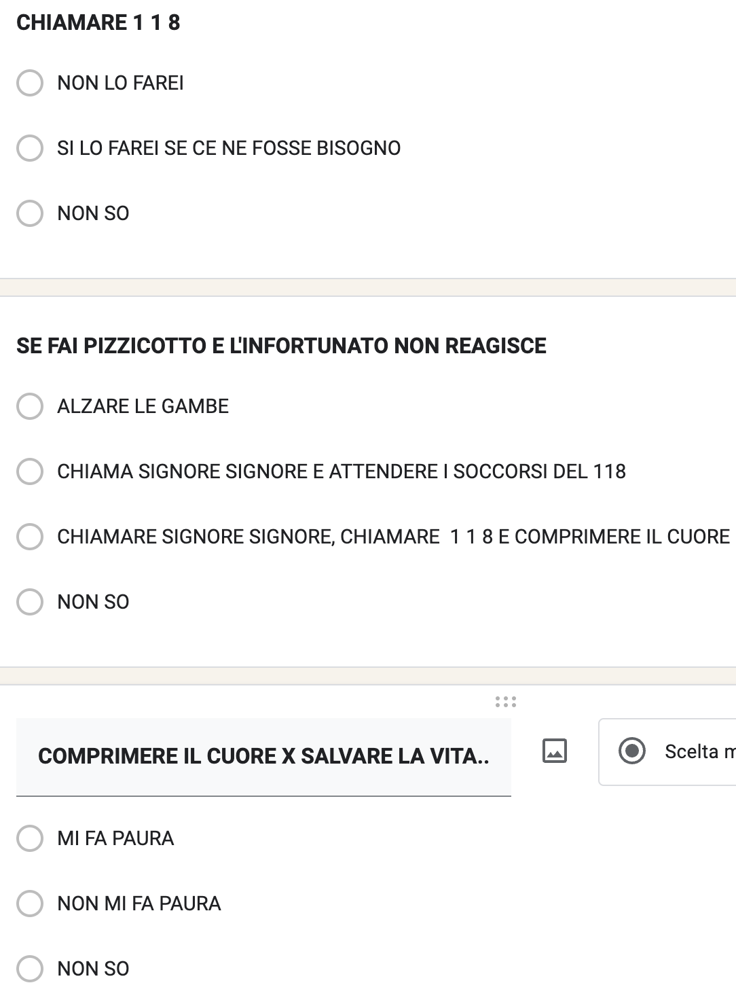 CHIAMARE 1 1 8
NON LO FAREI
SI LO FAREI SE CE NE FOSSE BISOGNO
NON SO
SE FAI PIZZICOTTO E L'INFORTUNATO NON REAGISCE
ALZARE LE GAMBE
CHIAMA SIGNORE SIGNORE E ATTENDERE I SOCCORSI DEL 118
CHIAMARE SIGNORE SIGNORE, CHIAMARE  1 1 8 E COMPRIMERE IL CUORE
NON SO
COMPRIMERE IL CUORE X SALVARE LA VITA..
Scelta m
MI FA PAURA
NON MI FA PAURA
NON SO